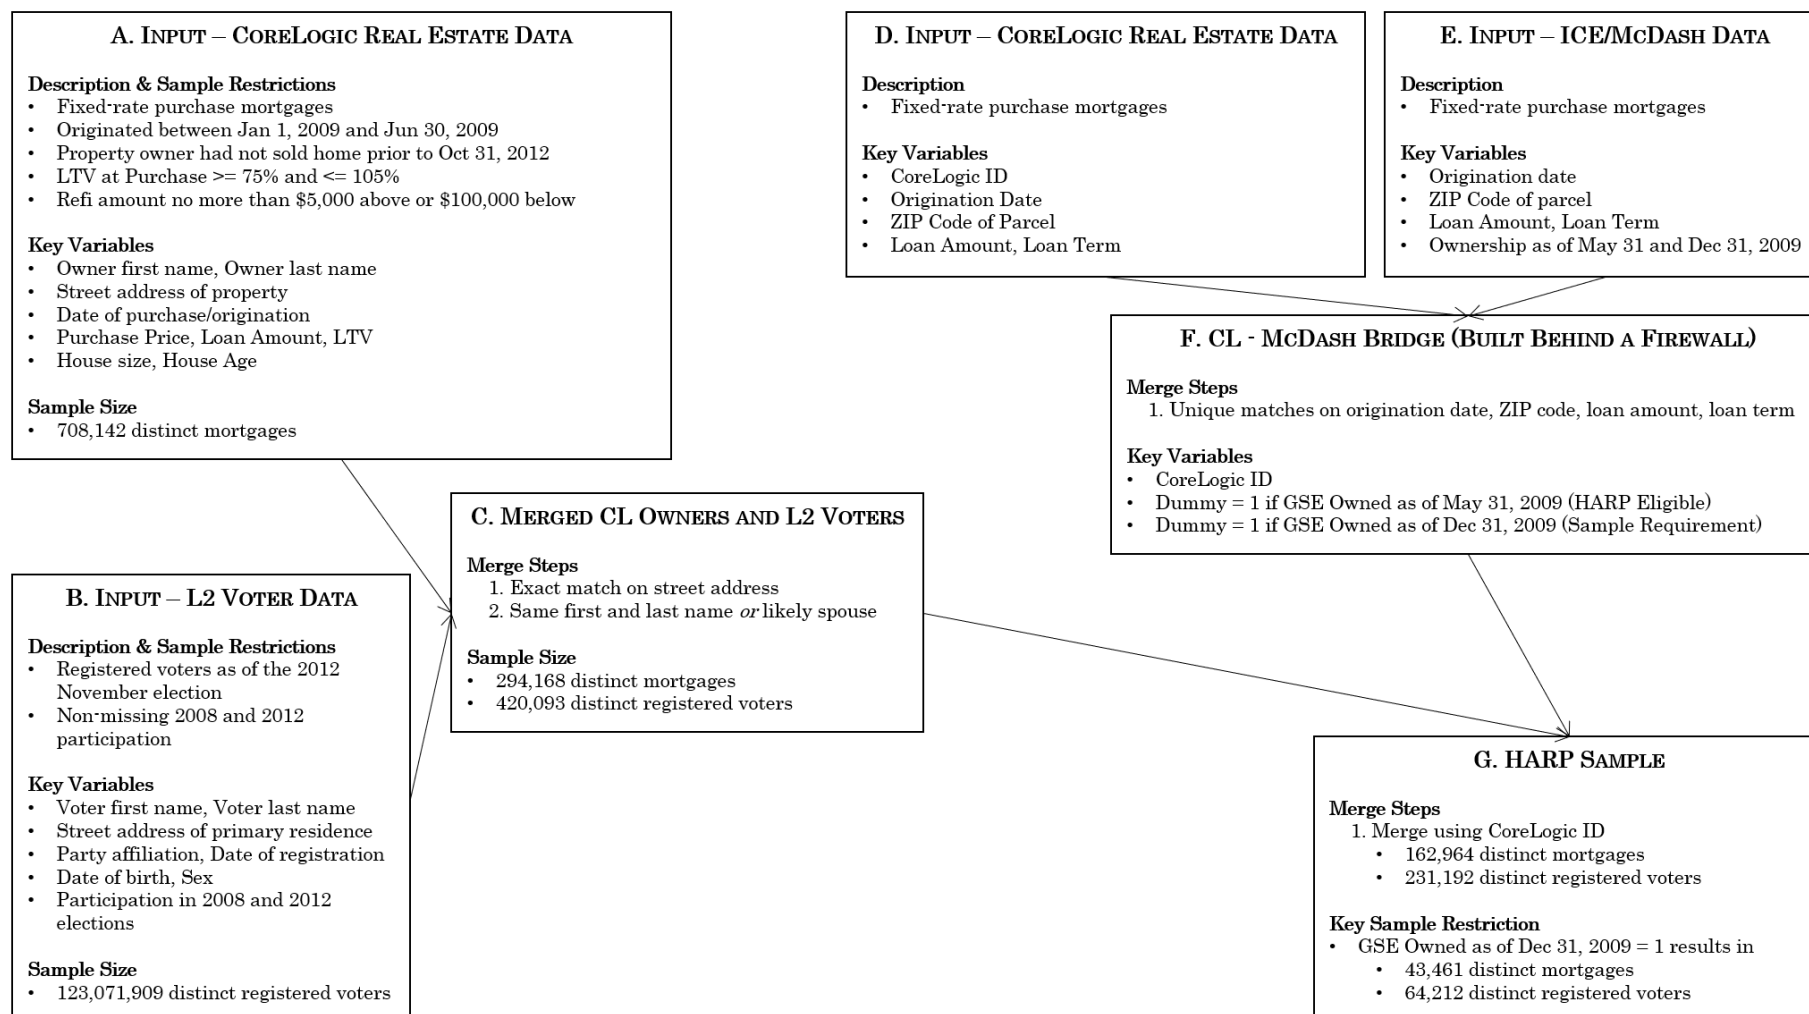 A. Input – CoreLogic Real Estate Data
Description & Sample Restrictions
• Fixed-rate purchase mortgages
• Originated between Jan 1, 2009 and Jun 30, 2009
• Property owner had not sold home prior to Oct 31, 2012
• LTV at Purchase >= 75% and <= 105%
• Refi amount no more than $5,000 above or $100,000 below
Key Variables
• Owner first name, Owner last name
• Street address of property
• Date of purchase/origination
• Purchase Price, Loan Amount, LTV
• House size, House Age
Sample Size
• 708,142 distinct mortgages
B. Input – L2 Voter Data
Description & Sample Restrictions
• Registered voters as of the 2012
November election
• Non-missing 2008 and 2012
participation
Key Variables
• Voter first name, Voter last name
• Street address of primary residence
• Party affiliation, Date of registration
• Date of birth, Sex
• Participation in 2008 and 2012
elections
Sample Size
• 123,071,909 distinct registered voters
C. Merged CL Owners and L2 Voters
Merge Steps
1. Exact match on street address
2. Same first and last name or likely spouse
Sample Size
• 294,168 distinct mortgages
• 420,093 distinct registered voters
D. Input – CoreLogic Real Estate Data
Description
• Fixed-rate purchase mortgages
Key Variables
• CoreLogic ID
• Origination Date
• ZIP Code of Parcel
• Loan Amount, Loan Term
E. Input – ICE/McDash Data
Description
• Fixed-rate purchase mortgages
Key Variables
• Origination date
• ZIP Code of parcel
• Loan Amount, Loan Term
• Ownership as of May 31 and Dec 31, 2009
F. CL - McDash Bridge (Built Behind a Firewall)
Merge Steps
1. Unique matches on origination date, ZIP code, loan amount, loan term
Key Variables
• CoreLogic ID
• Dummy = 1 if GSE Owned as of May 31, 2009 (HARP Eligible)
• Dummy = 1 if GSE Owned as of Dec 31, 2009 (Sample Requirement)
G. HARP Sample
Merge Steps
1. Merge using CoreLogic ID
• 162,964 distinct mortgages
• 231,192 distinct registered voters
Key Sample Restriction
• GSE Owned as of Dec 31, 2009 = 1 results in
• 43,461 distinct mortgages
• 64,212 distinct registered voters